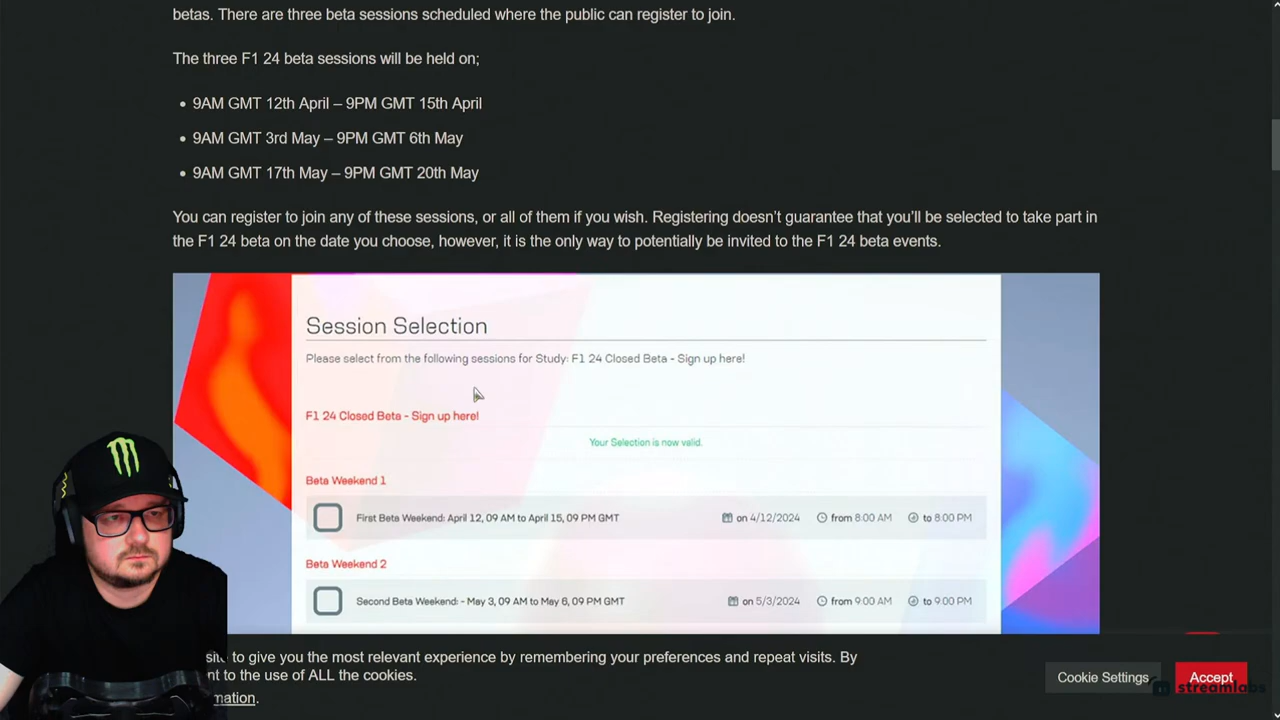 betas. There are three beta sessions scheduled where the public can register to join.
The three F1 24 beta sessions will be held on;
• 9AM GMT 12th April – 9PM GMT 15th April
• 9AM GMT 3rd May – 9PM GMT 6th May
• 9AM GMT 17th May – 9PM GMT 20th May
You can register to join any of these sessions, or all of them if you wish. Registering doesn't guarantee that you'll be selected to take part in
the F1 24 beta on the date you choose, however, it is the only way to potentially be invited to the F1 24 beta events.
Session Selection
Please select from the following sessions for Study: F1 24 Closed Beta - Sign up here!
F1 24 Closed Beta - Sign up here!
Your Selection is now valid.
Beta Weekend 1
First Beta Weekend: April 12, 09 AM to April 15, 09 PM GMT on 4/12/2024 from 8:00 AM to 8:00 PM
Beta Weekend 2
Second Beta Weekend: - May 3, 09 AM to May 6, 09 PM GMT on 5/3/2024 from 9:00 AM to 9:00 PM
to give you the most relevant experience by remembering your preferences and repeat visits. By
nt to the use of ALL the cookies.
mation.
Cookie Settings
Accept
streamlabs